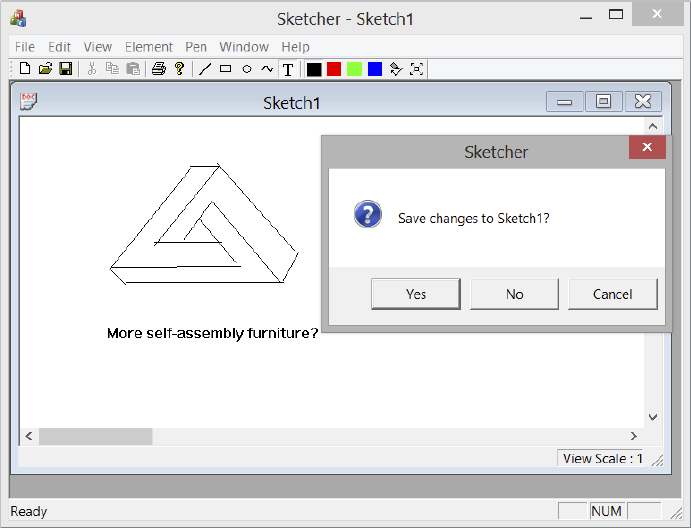 Sketcher - Sketch1
File Edit View Element Pen Window Help
T
Sketch1
Sketcher
Save changes to Sketch1?
Yes No Cancel
More self-assembly furniture?
View Scale : 1
Ready NUM